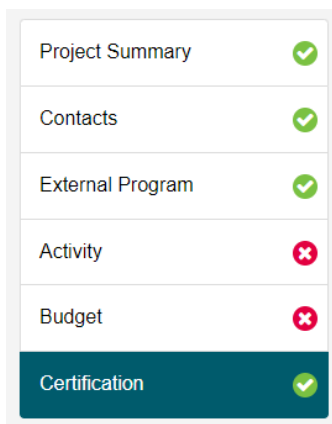 Project Summary
Contacts
External Program
Activity
Budget
Certification